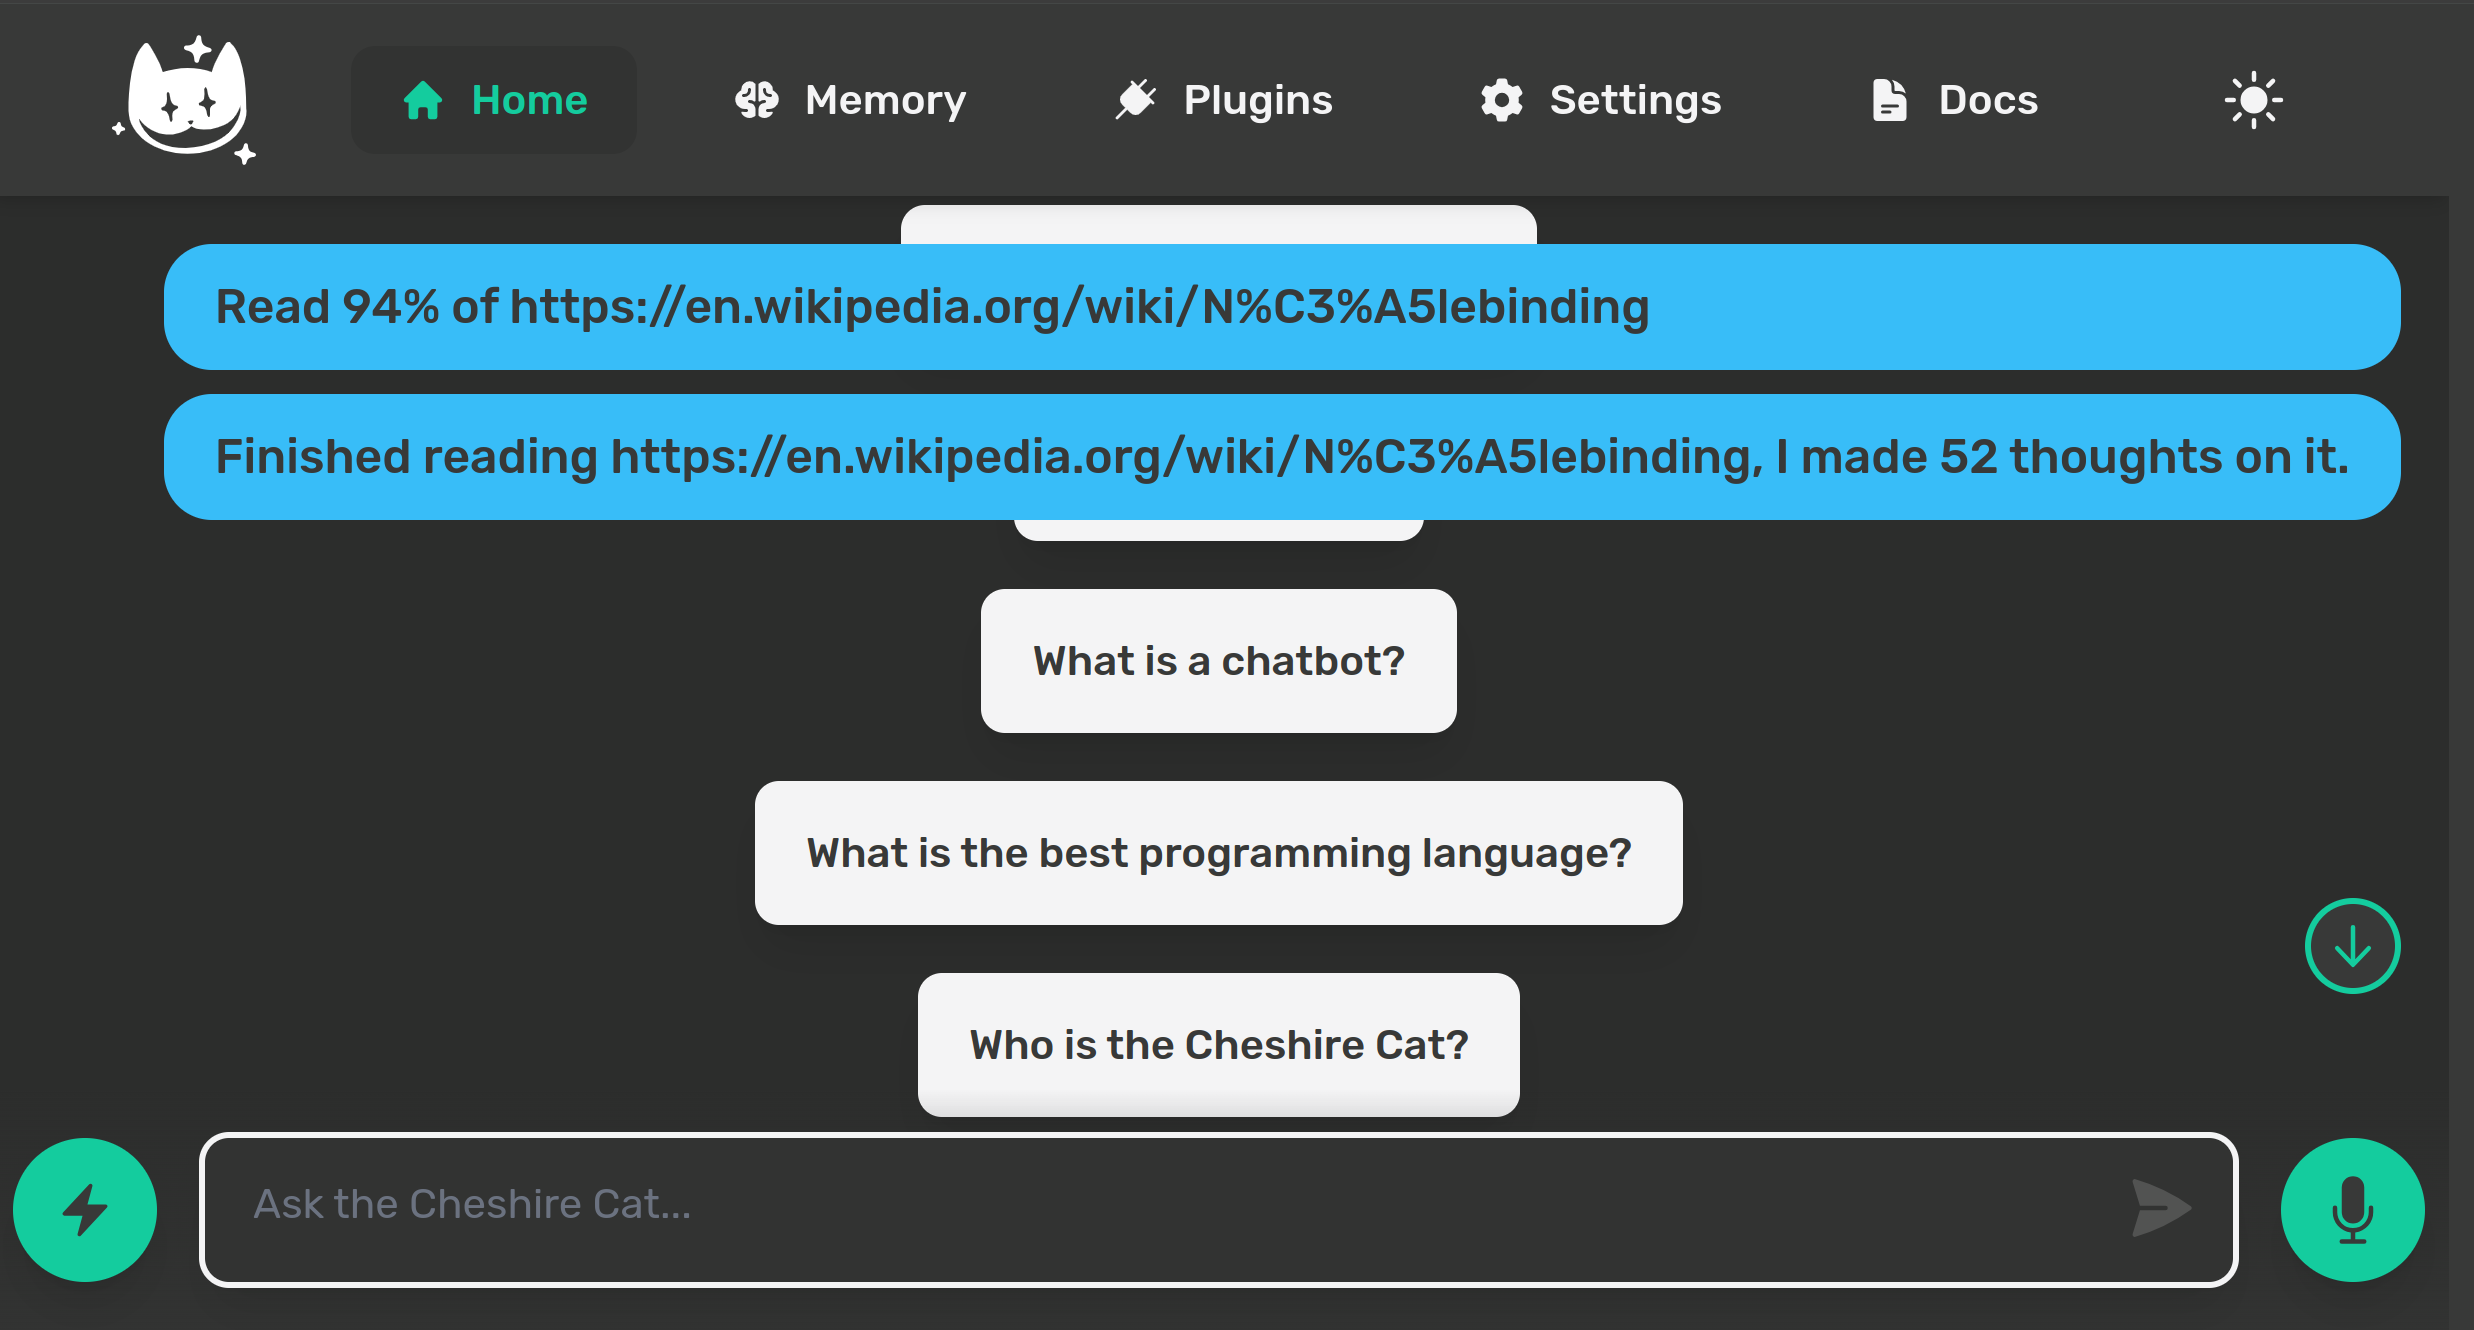 Home
Memory
Plugins
Settings
Docs
Read 94% of https://en.wikipedia.org/wiki/N%C3%A5lebinding
Finished reading https://en.wikipedia.org/wiki/N%C3%A5lebinding, I made 52 thoughts on it.
What is a chatbot?
What is the best programming language?
Who is the Cheshire Cat?
Ask the Cheshire Cat...